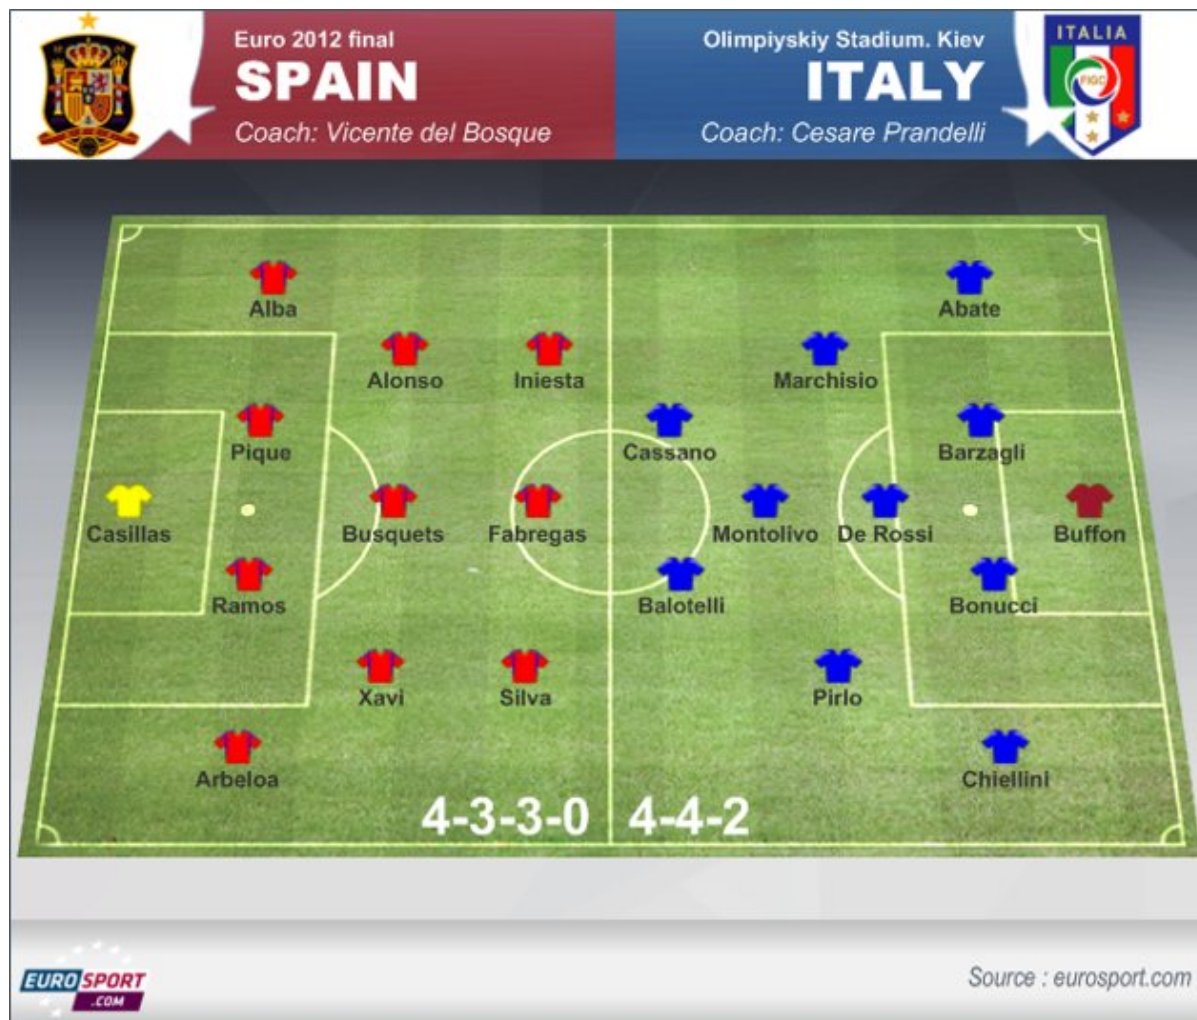 Euro 2012 final
SPAIN
Coach: Vicente del Bosque
Olimpiyskiy Stadium. Kiev
ITALY
Coach: Cesare Prandelli
ITALIA
FIGC
Alba
Abate
Alonso
Iniesta
Marchisio
Pique
Cassano
Barzagli
Casillas
Busquets
Fabregas
Montolivo
De Rossi
Buffon
Ramos
Balotelli
Bonucci
Xavi
Silva
Pirlo
Arbeloa
Chiellini
4-3-3-0
4-4-2
EUROSPORT
.COM
Source : eurosport.com